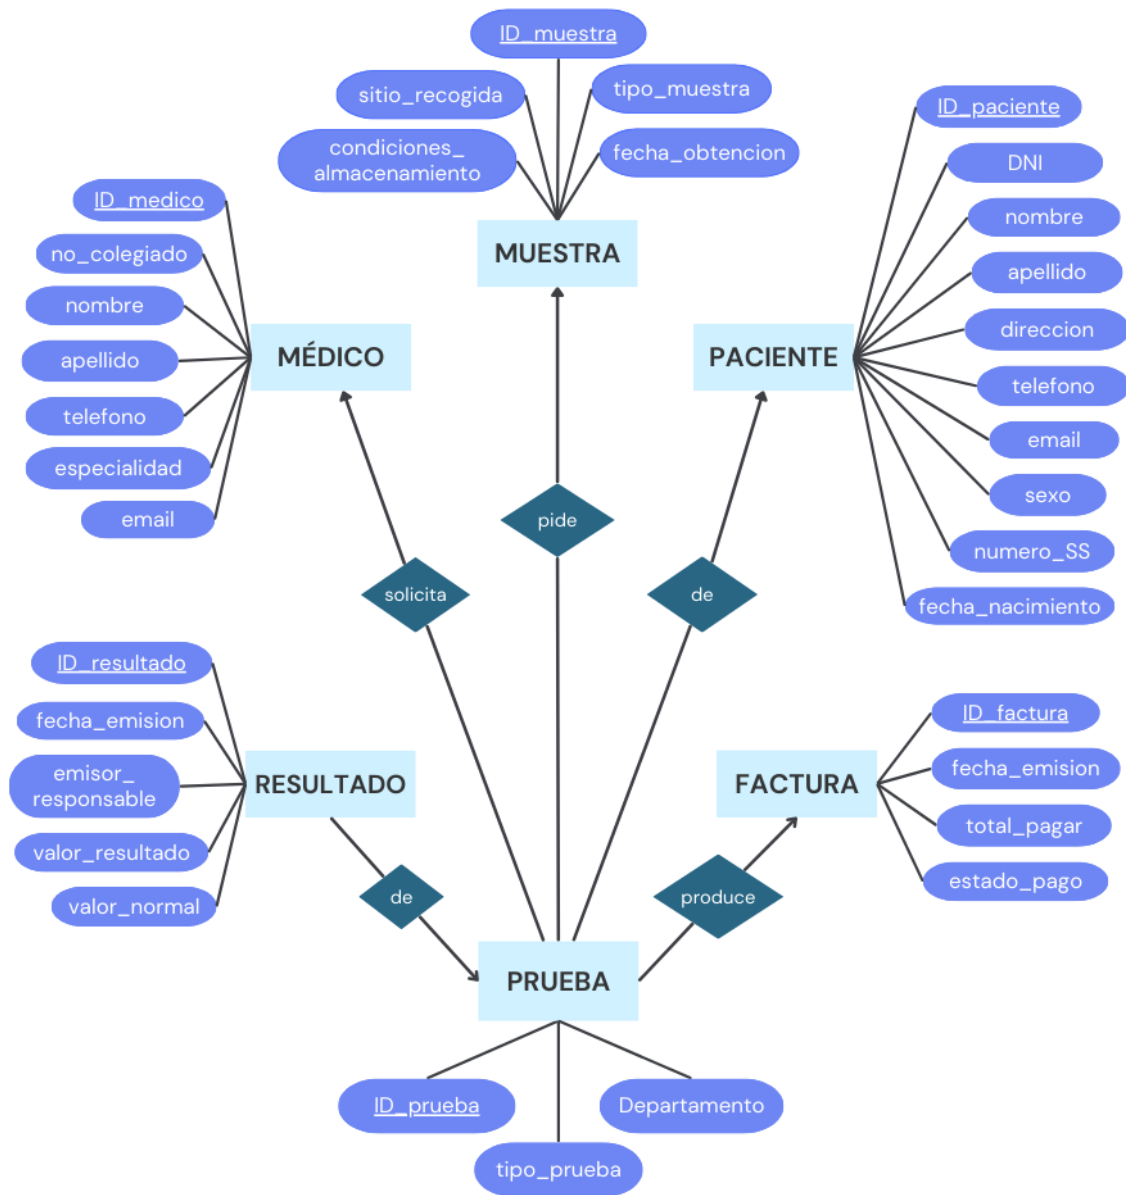 ID_muestra
sitio_recogida
tipo_muestra
condiciones_
almacenamiento
fecha_obtencion
MUESTRA
ID_medico
no_colegiado
nombre
apellido
telefono
especialidad
email
MÉDICO
ID_paciente
DNI
nombre
apellido
direccion
telefono
email
sexo
numero_SS
fecha_nacimiento
PACIENTE
pide
solicita
de
ID_resultado
fecha_emision
emisor_
responsable
valor_resultado
valor_normal
RESULTADO
ID_factura
fecha_emision
total_pagar
estado_pago
FACTURA
de
produce
PRUEBA
ID_prueba
Departamento
tipo_prueba